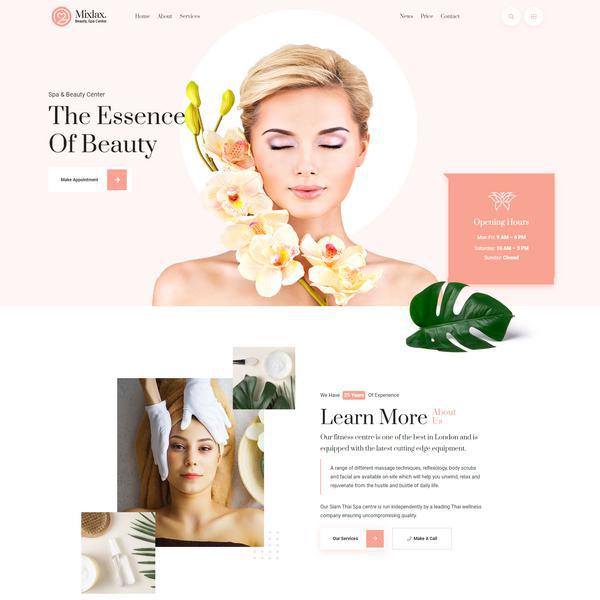 Mixlax.
Beauty, Spa Center
Home About Services
News Price Contact
Spa & Beauty Center
The Essence
Of Beauty
Make Appointment
Opening Hours
Mon-Fri: 9 AM – 6 PM
Saturday: 10 AM – 3 PM
Sunday: Closed
We Have 25 Years Of Experience
Learn More About
Us
Our fitness centre is one of the best in London and is
equipped with the latest cutting edge equipment.
A range of different massage techniques, reflexology, body scrubs
and facial are available on-site which will help you unwind, relax and
rejuvenate from the hustle and bustle of daily life.
Our Siam Thai Spa centre is run independently by a leading Thai wellness
company ensuring uncompromising quality.
Our Services
Make A Call